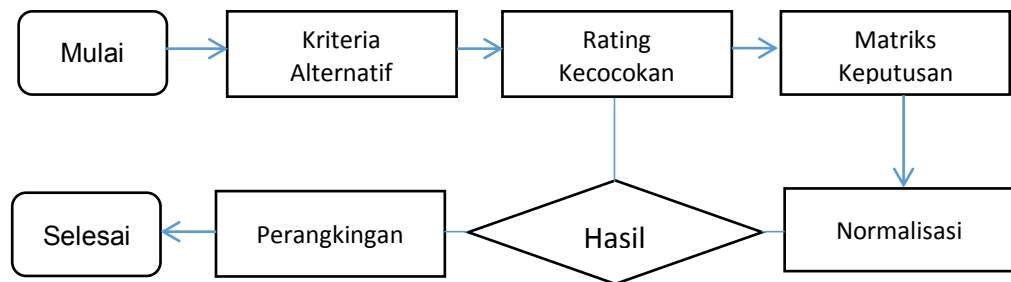 Mulai
Kriteria
Alternatif
Rating
Kecocokan
Matriks
Keputusan
Selesai
Perangkingan
Hasil
Normalisasi